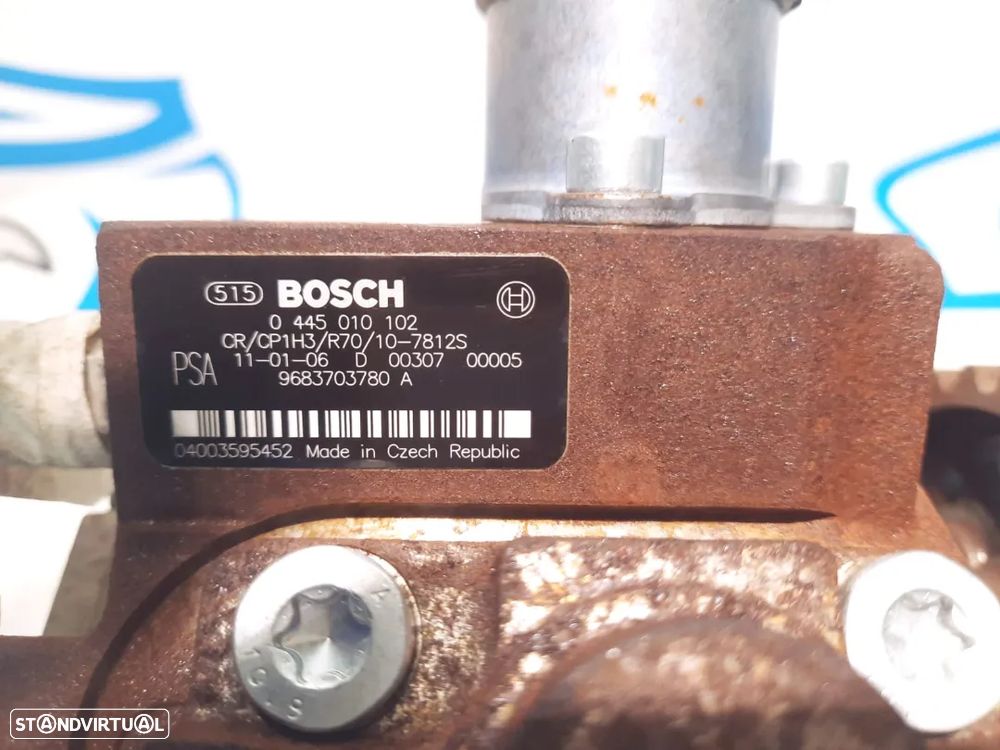 515 BOSCH
0 445 010 102
CR/CP1H3/R70/10-7812S
PSA 11-01-06 D 00307 00005
9683703780 A
04003595452 Made in Czech Republic
STANDVIRTUAL